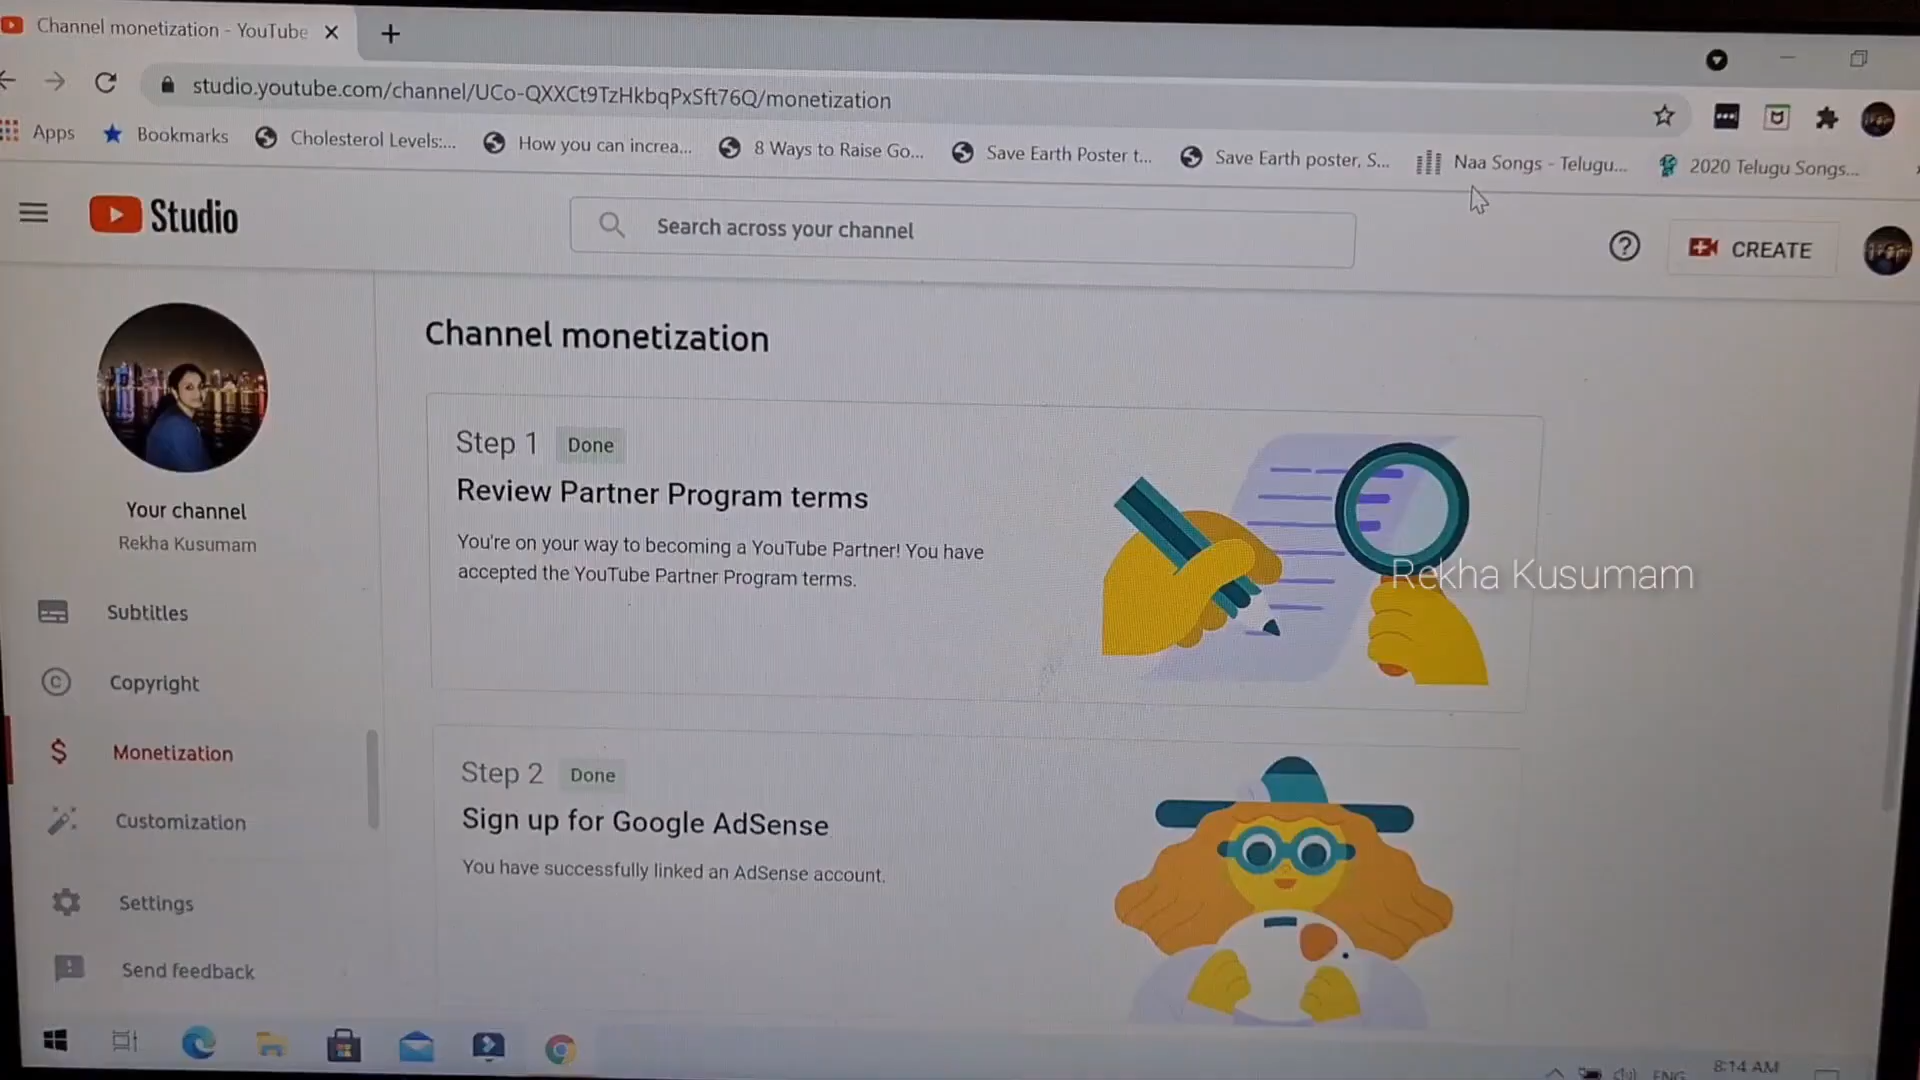 Channel monetization - YouTube
studio.youtube.com/channel/UCo-QXXCt9TzHkbqPxSft76Q/monetization
Apps
Bookmarks
Cholesterol Levels:...
How you can increa...
8 Ways to Raise Go...
Save Earth Poster t...
Save Earth poster, S...
Naa Songs - Telugu...
2020 Telugu Songs...
Studio
Search across your channel
CREATE
Your channel
Rekha Kusumam
Subtitles
Copyright
Monetization
Customization
Settings
Send feedback
Channel monetization
Step 1 Done
Review Partner Program terms
You're on your way to becoming a YouTube Partner! You have
accepted the YouTube Partner Program terms.
Rekha Kusumam
Step 2 Done
Sign up for Google AdSense
You have successfully linked an AdSense account.
ENG
8:14 AM